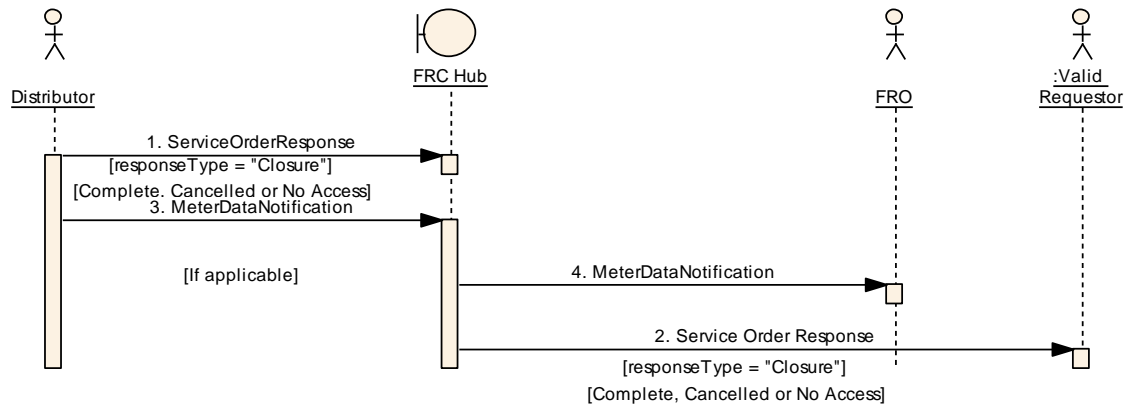 FRC Hub
:Valid
Distributor
FRO
Requestor
1. ServiceOrderResponse
[responseType = "Closure"]
[Complete. Cancelled or No Access]
3. MeterDataNotification
[If applicable]
4. MeterDataNotification
2. Service Order Response
[responseType = "Closure"]
[Complete, Cancelled or No Access]